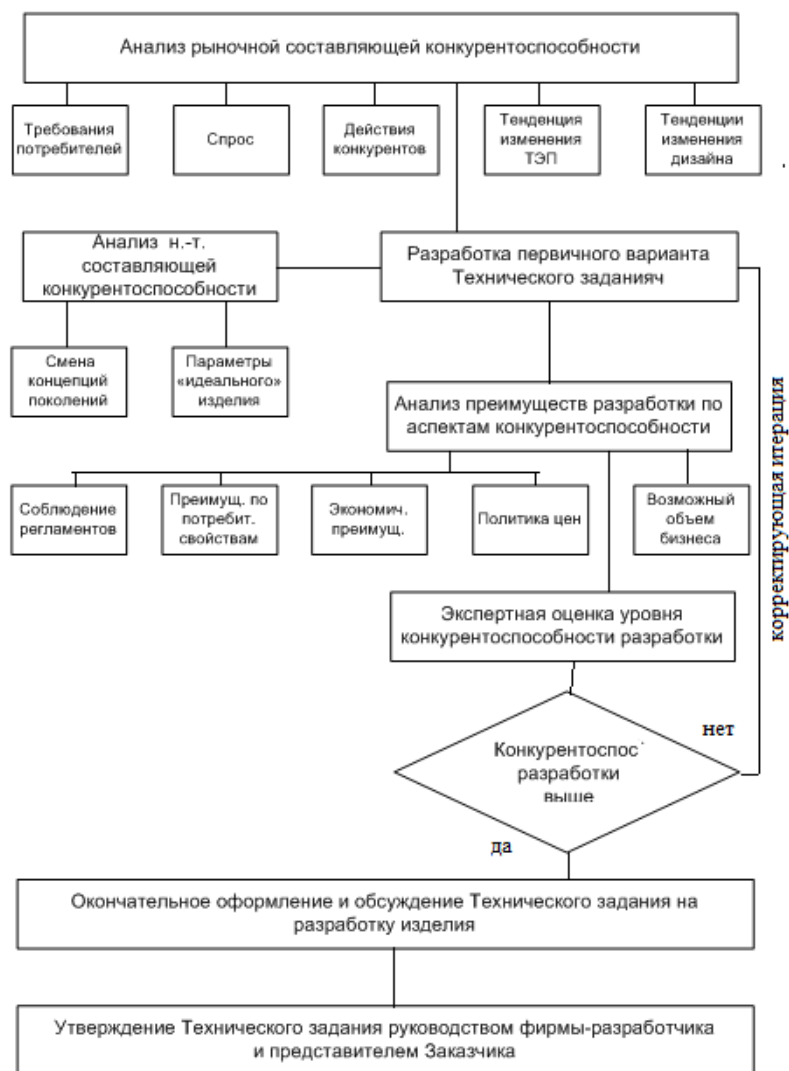 Анализ рыночной составляющей конкурентоспособности
Требования
потребителей
Спрос
Действия
конкурентов
Тенденция
изменения
ТЭП
Тенденции
изменения
дизайна
Анализ н.-т.
составляющей
конкурентоспособности
Разработка первичного варианта
Технического заданияч
Смена
концепций
поколений
Параметры
«идеального»
изделия
Анализ преимуществ разработки по
аспектам конкурентоспособности
корректирующая итерация
Соблюдение
регламентов
Преимущ. по
потребит.
свойствам
Экономич.
преимущ.
Политика цен
Возможный
объем
бизнеса
Экспертная оценка уровня
конкурентоспособности разработки
нет
Конкурентоспос
разработки
выше
да
Окончательное оформление и обсуждение Технического задания на
разработку изделия
Утверждение Технического задания руководством фирмы-разработчика
и представителем Заказчика